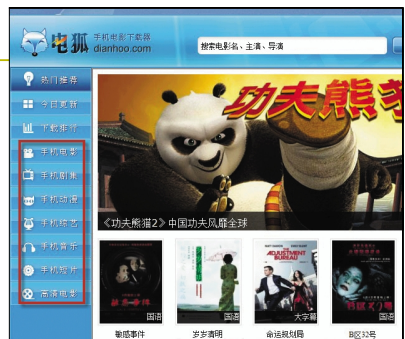 电狐 手机电影下载器
dianhoo.com
搜索电影名、主演、导演
热门推荐
今日更新
下载排行
手机电影
手机剧集
手机动漫
手机综艺
手机音乐
手机短片
高清电影
功夫熊
《功夫熊猫2》中国功夫风靡全球
ADJUSTMENT
BUREAU
国语
国语
大字幕
国语
敏感事件
岁岁清明
命运规划局
B区32号